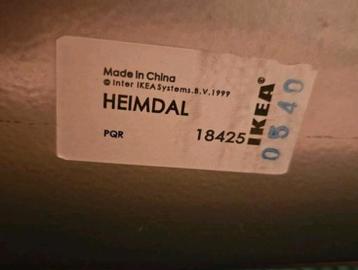 Made in China
© Inter IKEA Systems.B.V.1999
HEIMDAL
PQR 18425
IKEA®
0540